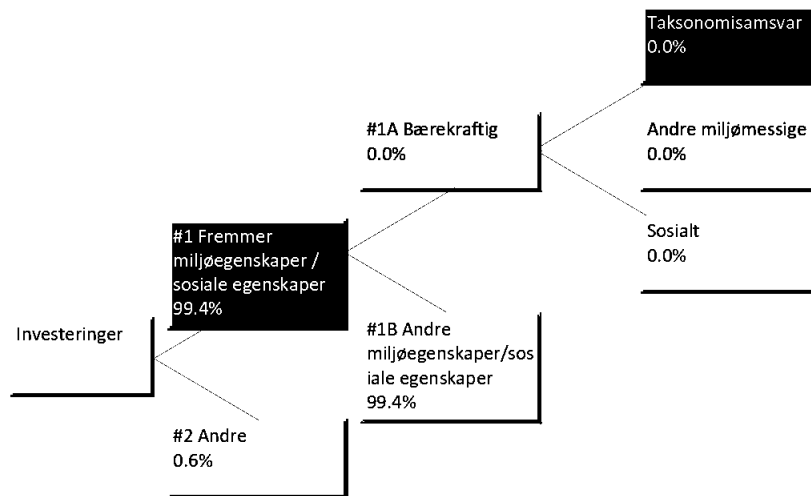 Taksonomisamsvar
0.0%
#1A Bærekraftig
0.0%
Andre miljømessige
0.0%
#1 Fremmer
miljøegenskaper /
sosiale egenskaper
99.4%
Sosialt
0.0%
Investeringer
#1B Andre
miljøegenskaper/sos
iale egenskaper
99.4%
#2 Andre
0.6%